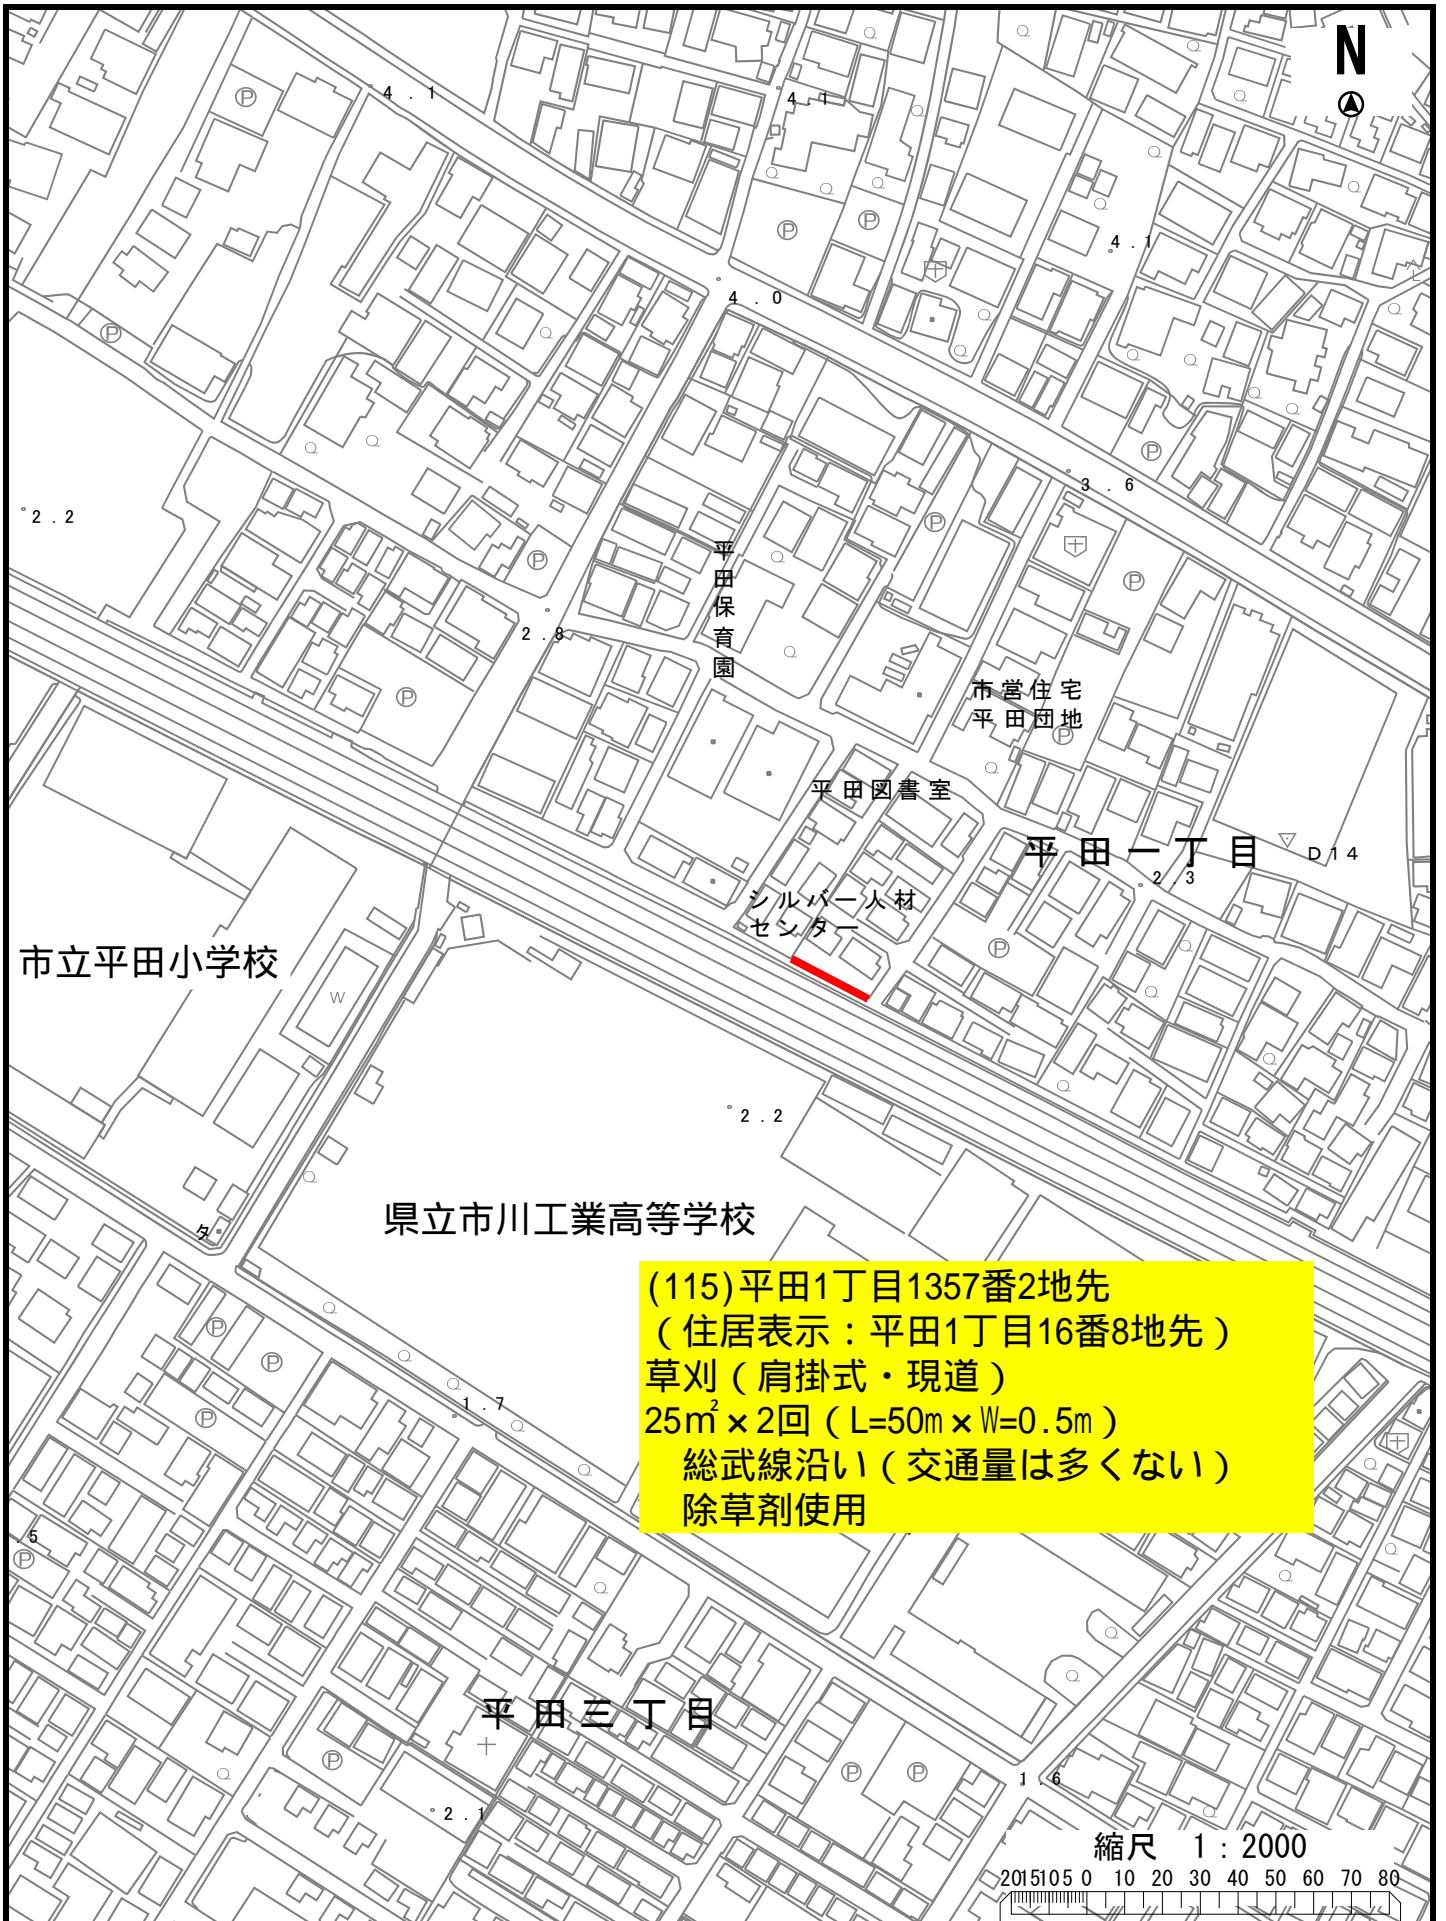 N
4.1
4.1
4.1
4.0
3.6
2.2
平田保育園
2.8
市営住宅
平田団地
平田図書室
平田一丁目
D14
2.3
シルバー人材
センター
市立平田小学校
W
2.2
県立市川工業高等学校
タ
(115)平田1丁目1357番2地先
（住居表示：平田1丁目16番8地先）
草刈（肩掛式・現道）
25㎡×2回（L=50m×W=0.5m）
総武線沿い（交通量は多くない）
除草剤使用
1.7
.5
平田三丁目
1.6
2.1
縮尺 1:2000
20 15 10 5 0 10 20 30 40 50 60 70 80